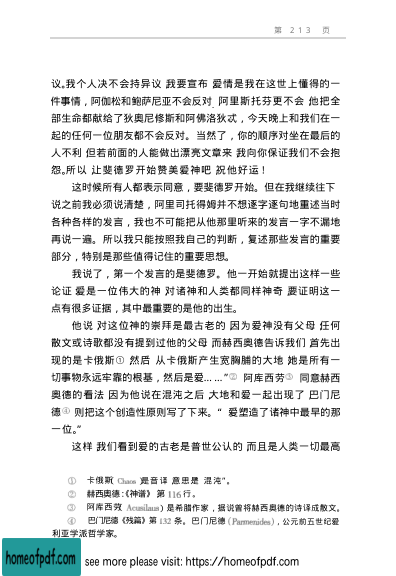 第 213 页
议。我个人决不会持异议 我要宣布 爱情是我在这世上懂得的一
件事情，阿伽松和鲍萨尼亚不会反对 阿里斯托芬更不会 他把全
部生命都献给了狄奥尼修斯和阿佛洛狄忒，今天晚上和我们在一
起的任何一位朋友都不会反对。当然了，你的顺序对坐在最后的
人不利 但若前面的人能做出漂亮文章来 我向你保证我们不会抱
怨。所以 让斐德罗开始赞美爱神吧 祝他好运！
这时候所有人都表示同意，要斐德罗开始。但在我继续往下
说之前我必须说清楚，阿里司托得姆并不想逐字逐句地重述当时
各种各样的发言，我也不可能把从他那里听来的发言一字不漏地
再说一遍。所以我只能按照我自己的判断，复述那些发言的重要
部分，特别是那些值得记住的重要思想。
我说了，第一个发言的是斐德罗。他一开始就提出这样一些
论证 爱是一位伟大的神 对诸神和人类都同样神奇 要证明这一
点有很多证据，其中最重要的是他的出生。
他说 对这位神的崇拜是最古老的 因为爱神没有父母 任何
散文或诗歌都没有提到过他的父母 而赫西奥德告诉我们 首先出
现的是卡俄斯① 然后 从卡俄斯产生宽胸脯的大地 她是所有一
切事物永远牢靠的根基，然后是爱……”② 阿库西劳③ 同意赫西
奥德的看法 因为他说在混沌之后 大地和爱一起出现了 巴门尼
德④ 则把这个创造性原则写了下来。“ 爱塑造了诸神中最早的那
一位。”
这样 我们看到爱的古老是普世公认的 而且是人类一切最高
① 卡俄斯 Chaos 是音译 意思是 混沌”。
② 赫西奥德：《神谱》 第 116 行。
③ 阿库西劳 Acusilaus）是希腊作家，据说曾将赫西奥德的诗译成散文。
④ 巴门尼德《残篇》第 132 条。巴门尼德（Parmenides），公元前五世纪爱
利亚学派哲学家。
homeofpdf.com
see more please visit: https://homeofpdf.com